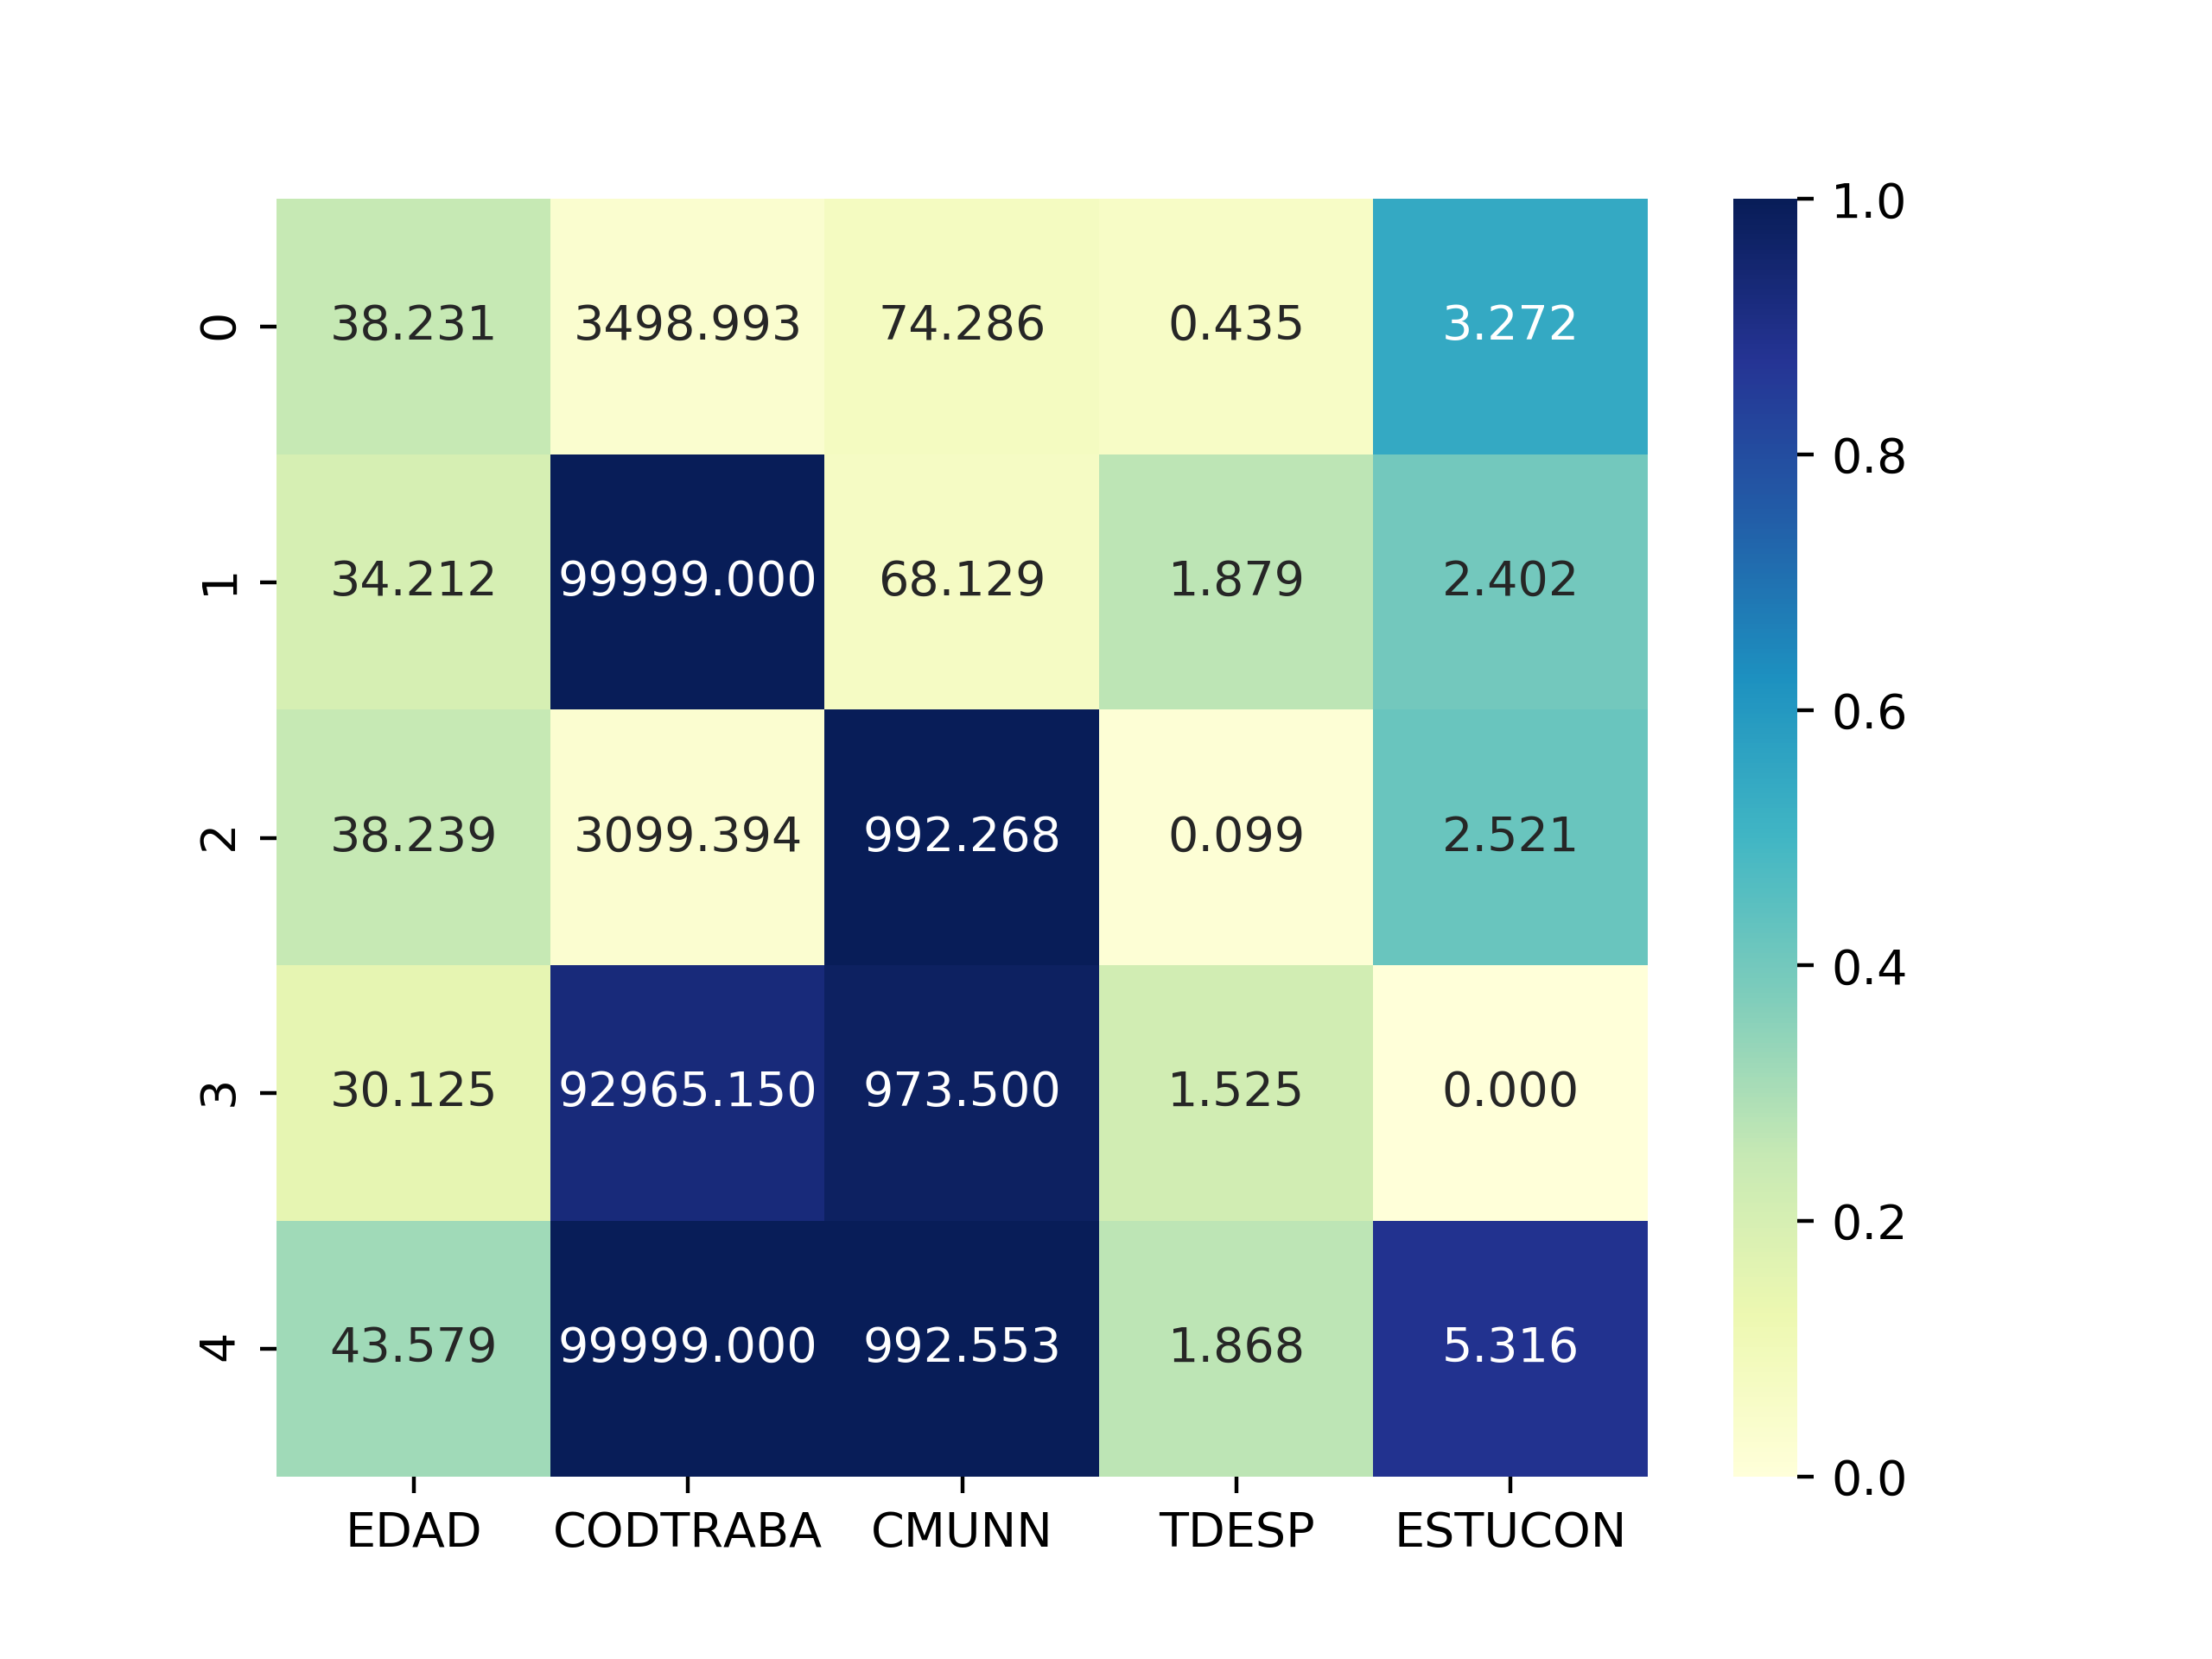 1.0
0 38.231 3498.993 74.286 0.435 3.272
0.8
1 34.212 99999.000 68.129 1.879 2.402
0.6
2 38.239 3099.394 992.268 0.099 2.521
0.4
3 30.125 92965.150 973.500 1.525 0.000
0.2
4 43.579 99999.000 992.553 1.868 5.316
0.0
EDAD CODTRABA CMUNN TDESP ESTUCON